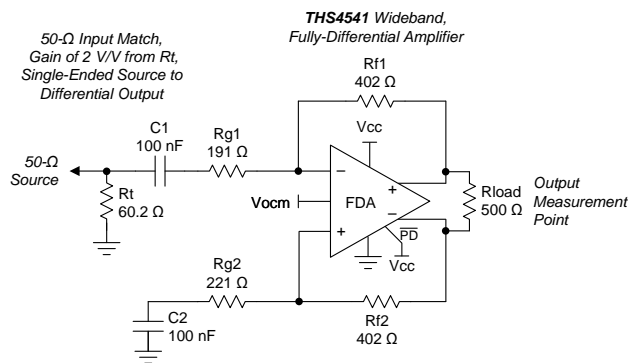 THS4541 Wideband,
Fully-Differential Amplifier
50-Ω Input Match,
Gain of 2 V/V from Rt,
Single-Ended Source to
Differential Output
Rf1
402 Ω
C1
100 nF
Rg1
191 Ω
Vcc
50-Ω
Source
Rt
60.2 Ω
−
+
Vocm
FDA
−
+
PD
Vcc
Rload
500 Ω
Output
Measurement
Point
Rg2
221 Ω
C2
100 nF
Rf2
402 Ω